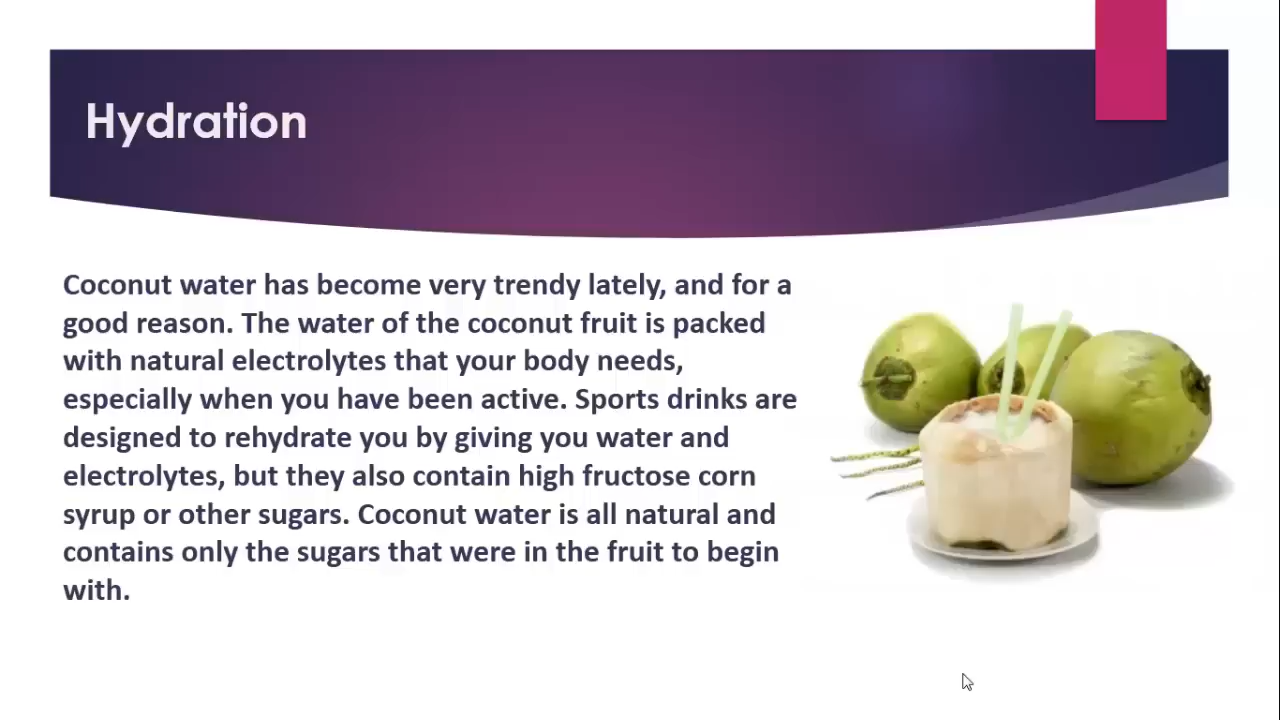 Hydration
Coconut water has become very trendy lately, and for a
good reason. The water of the coconut fruit is packed
with natural electrolytes that your body needs,
especially when you have been active. Sports drinks are
designed to rehydrate you by giving you water and
electrolytes, but they also contain high fructose corn
syrup or other sugars. Coconut water is all natural and
contains only the sugars that were in the fruit to begin
with.